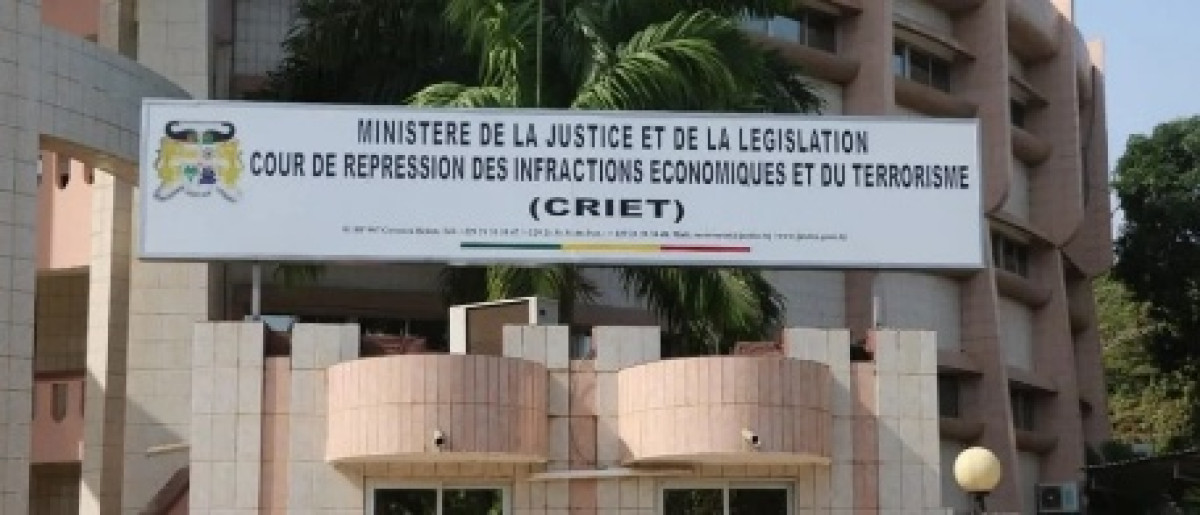 MINISTERE DE LA JUSTICE ET DE LA LEGISLATION
COUR DE REPRESSION DES INFRACTIONS ECONOMIQUES ET DU TERRORISME
(CRIET)